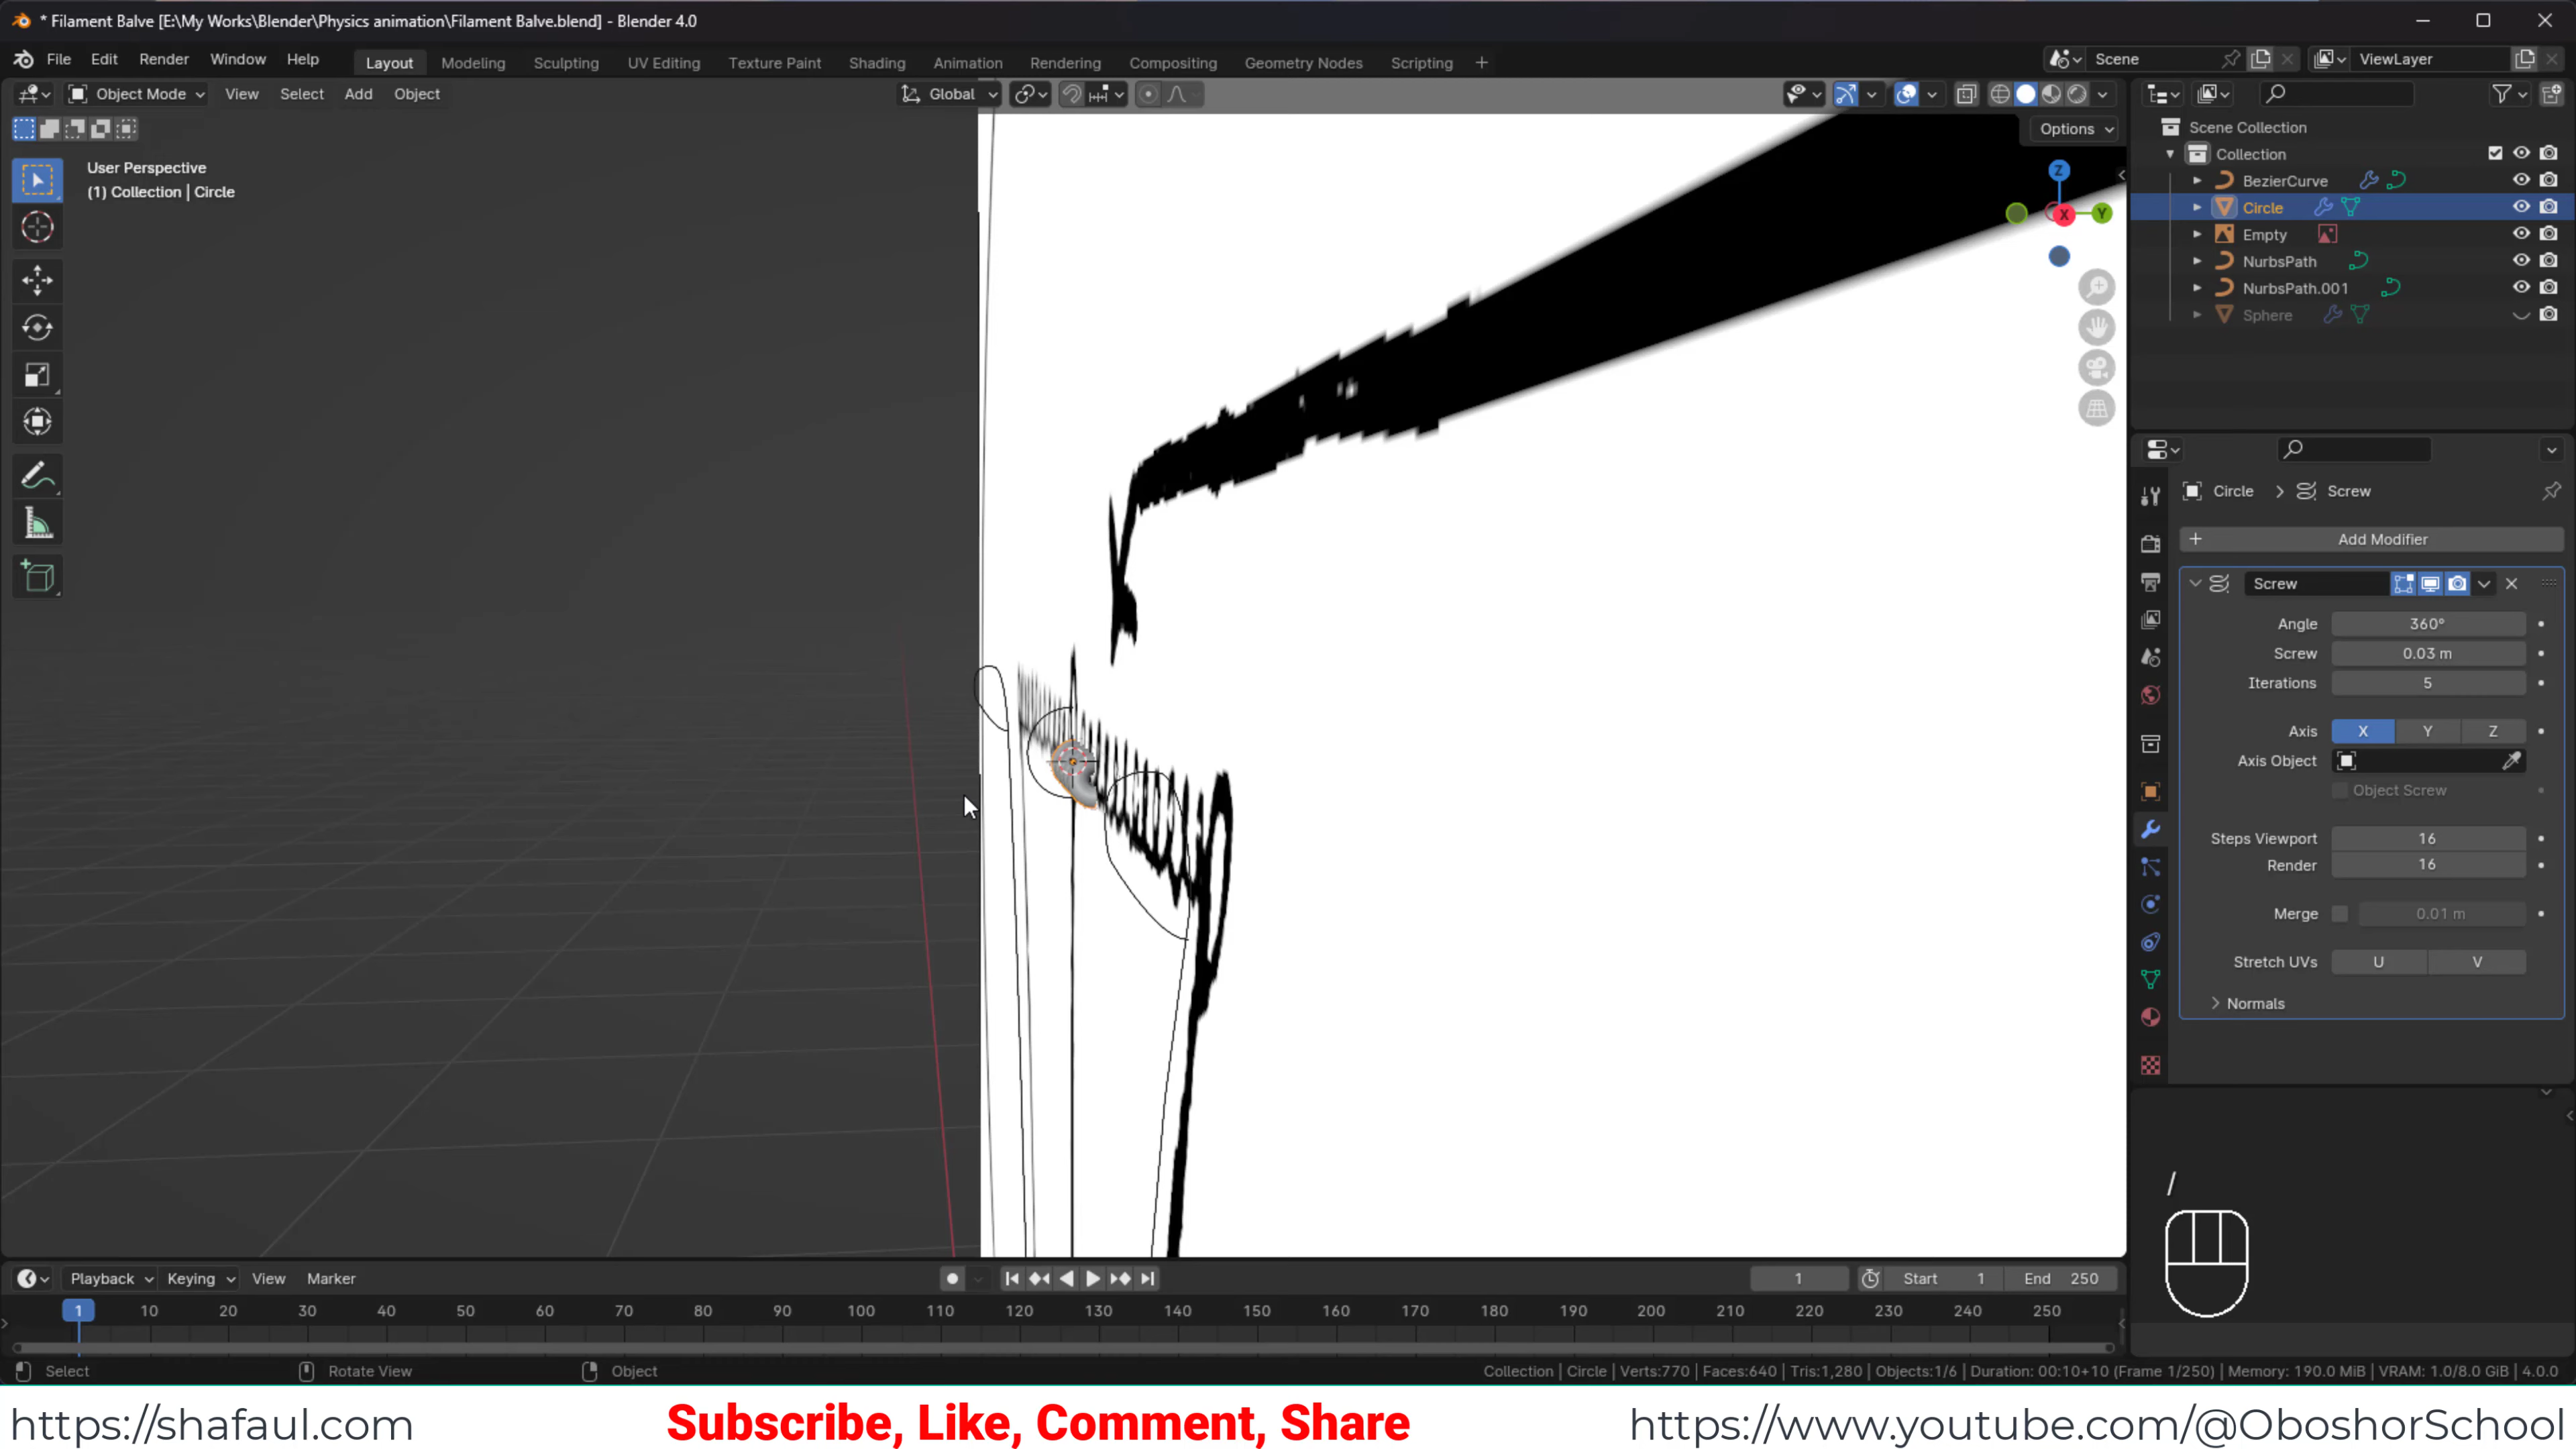 * Filament Balve [E:\My Works\Blender\Physics animation\Filament Balve.blend] - Blender 4.0
File Edit Render Window Help Layout Modeling Sculpting UV Editing Texture Paint Shading Animation Rendering Compositing Geometry Nodes Scripting + Scene ViewLayer
Object Mode View Select Add Object Global
Options
User Perspective
(1) Collection | Circle
Z
X Y
Scene Collection
Collection
BezierCurve
Circle
Empty
NurbsPath
NurbsPath.001
Sphere
Circle > Screw
+ Add Modifier
Screw
Angle 360°
Screw 0.03 m
Iterations 5
Axis X Y Z
Axis Object
Object Screw
Steps Viewport 16
Render 16
Merge 0.01 m
Stretch UVs U V
Normals
/
Playback Keying View Marker 1 Start 1 End 250
1 10 20 30 40 50 60 70 80 90 100 110 120 130 140 150 160 170 180 190 200 210 220 230 240 250
Select Rotate View Object Collection | Circle | Verts:770 | Faces:640 | Tris:1,280 | Objects:1/6 | Duration: 00:10+10 (Frame 1/250) | Memory: 190.0 MiB | VRAM: 1.0/8.0 GiB | 4.0.0
https://shafaul.com Subscribe, Like, Comment, Share https://www.youtube.com/@OboshorSchool